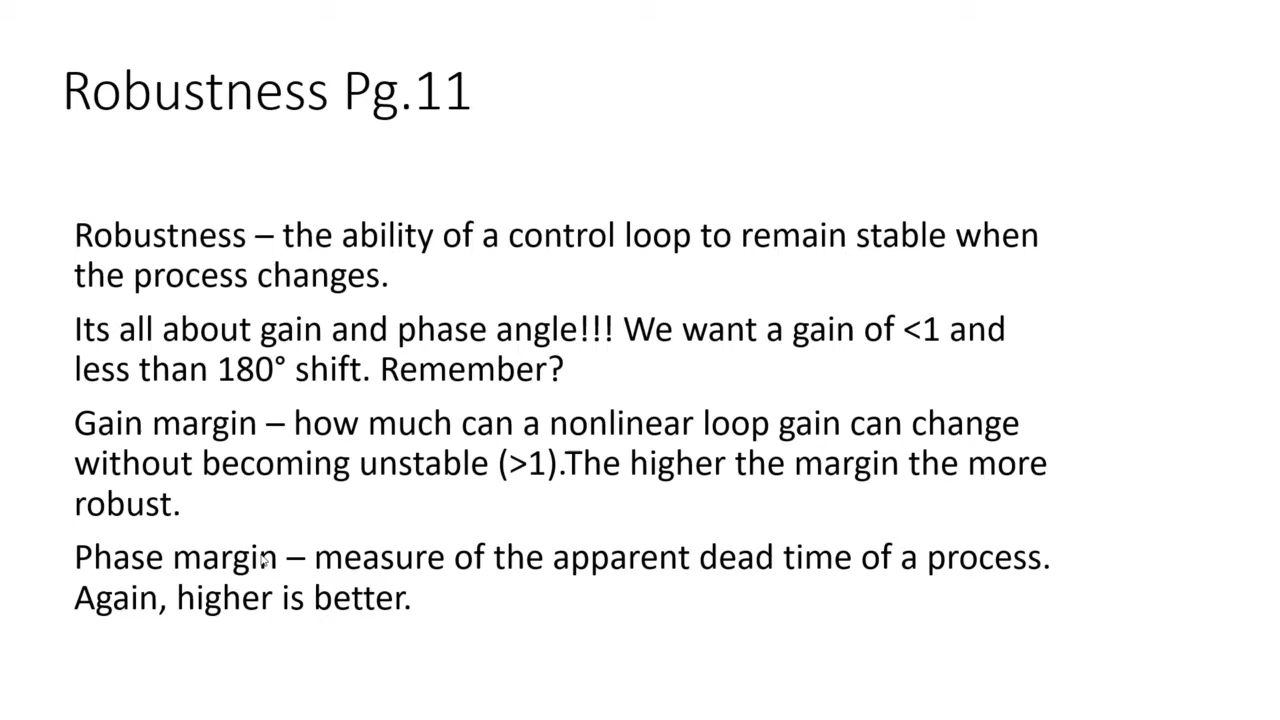 Robustness Pg.11
Robustness – the ability of a control loop to remain stable when
the process changes.
Its all about gain and phase angle!!! We want a gain of <1 and
less than 180° shift. Remember?
Gain margin – how much can a nonlinear loop gain can change
without becoming unstable (>1).The higher the margin the more
robust.
Phase margin – measure of the apparent dead time of a process.
Again, higher is better.